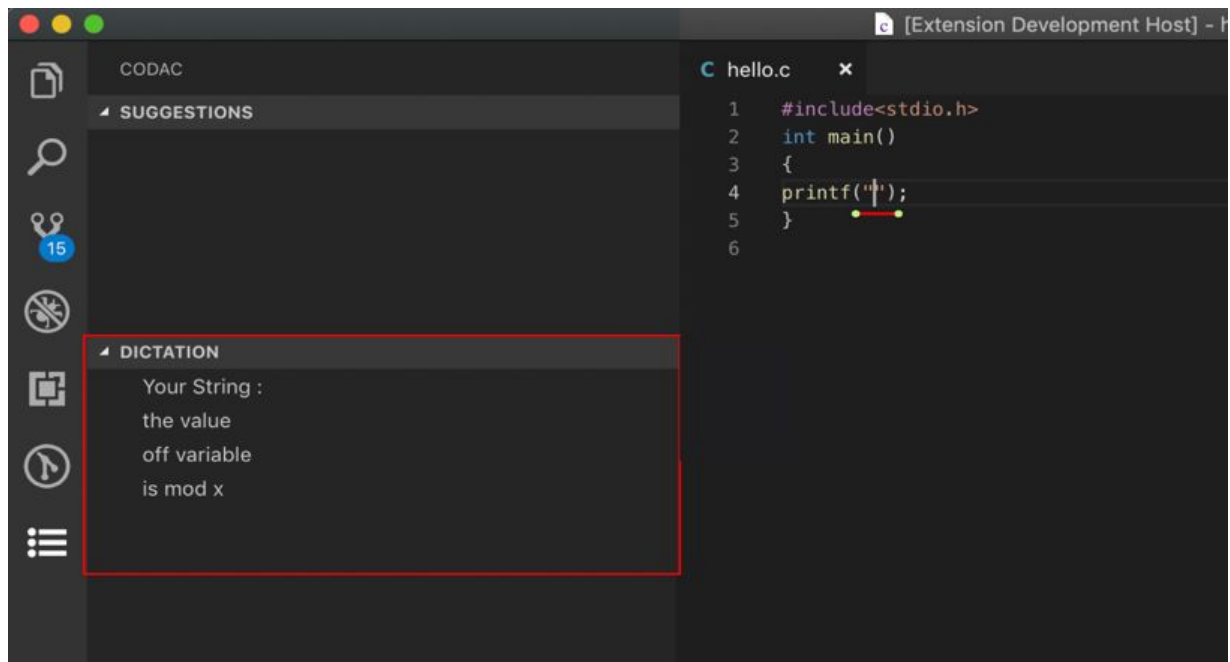 [Extension Development Host] - h
CODAC
SUGGESTIONS
15
DICTATION
Your String :
the value
off variable
is mod x
C hello.c ×
1 #include<stdio.h>
2 int main()
3 {
4 printf("");
5 }
6